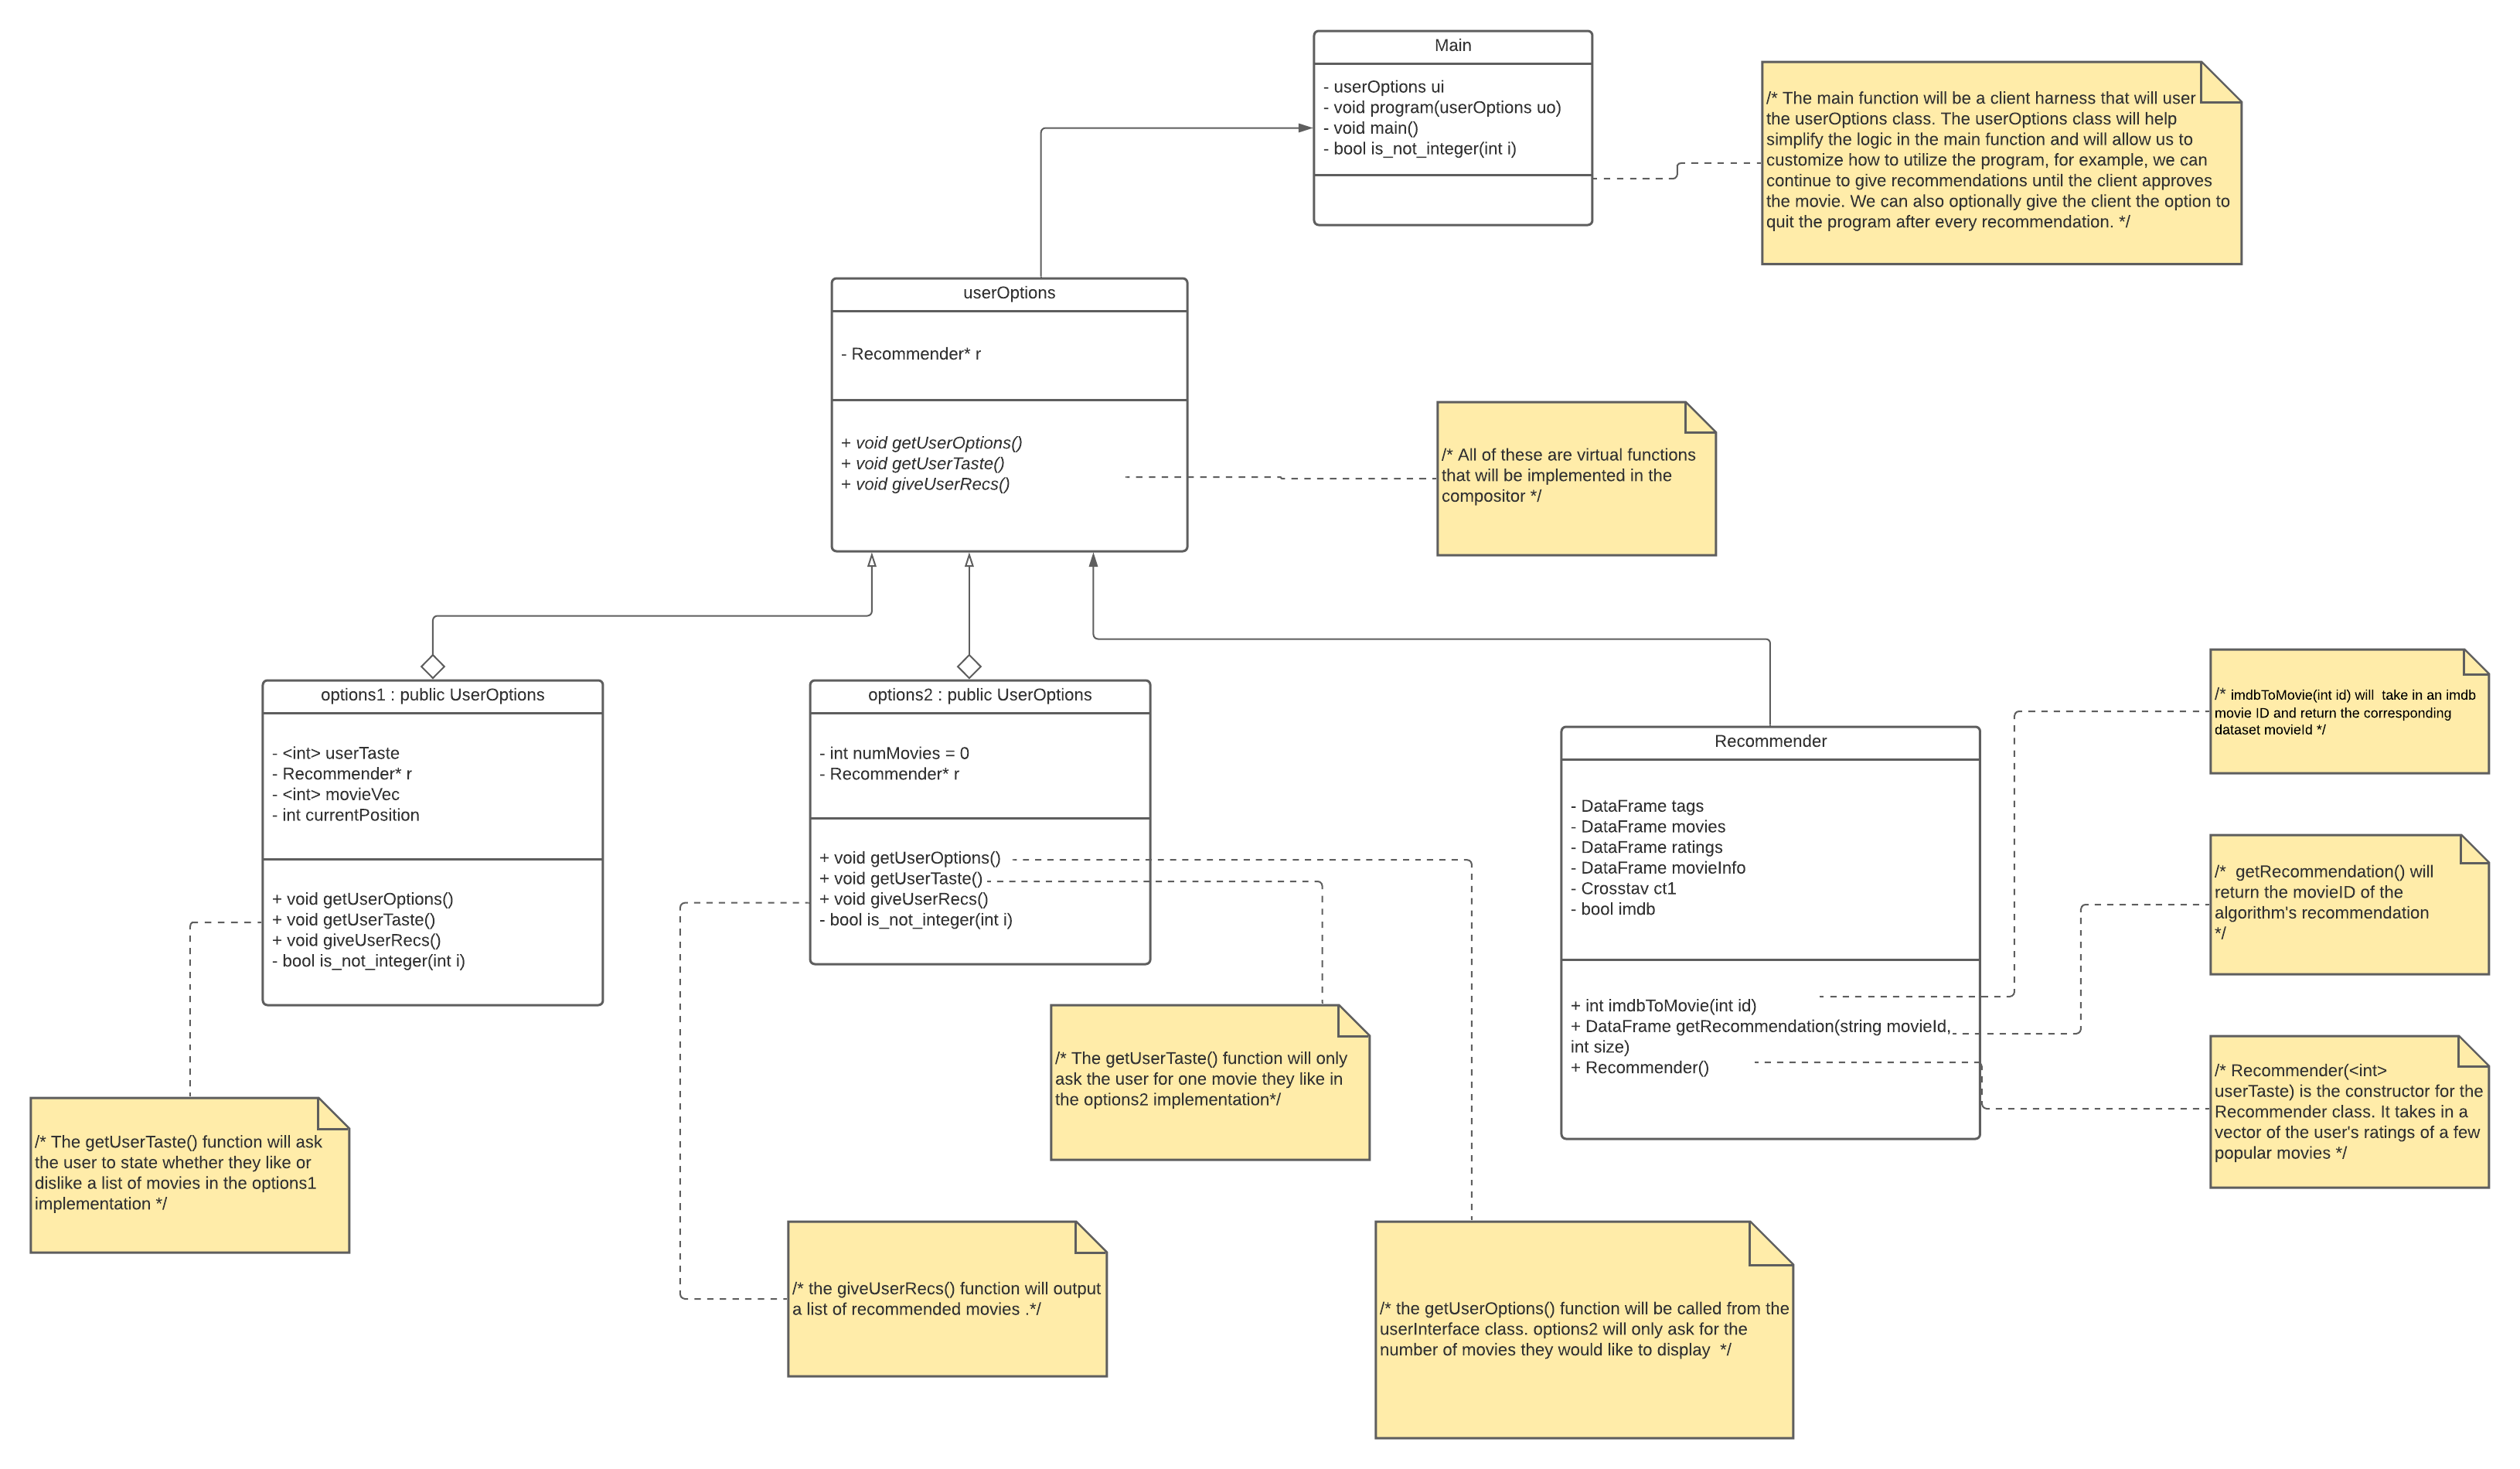 Main
- userOptions ui
- void program(userOptions uo)
- void main()
- bool is_not_integer(int i)
/* The main function will be a client harness that will user
the userOptions class. The userOptions class will help
simplify the logic in the main function and will allow us to
customize how to utilize the program, for example, we can
continue to give recommendations until the client approves
the movie. We can also optionally give the client the option to
quit the program after every recommendation. */
userOptions
- Recommender* r
+ void getUserOptions()
+ void getUserTaste()
+ void giveUserRecs()
/* All of these are virtual functions
that will be implemented in the
compositor */
options1 : public UserOptions
- <int> userTaste
- Recommender* r
- <int> movieVec
- int currentPosition
+ void getUserOptions()
+ void getUserTaste()
+ void giveUserRecs()
- bool is_not_integer(int i)
options2 : public UserOptions
- int numMovies = 0
- Recommender* r
+ void getUserOptions()
+ void getUserTaste()
+ void giveUserRecs()
- bool is_not_integer(int i)
Recommender
- DataFrame tags
- DataFrame movies
- DataFrame ratings
- DataFrame movieInfo
- Crosstav ct1
- bool imdb
+ int imdbToMovie(int id)
+ DataFrame getRecommendation(string movieId,
int size)
+ Recommender()
/* imdbToMovie(int id) will  take in an imdb
movie ID and return the corresponding
dataset movieId */
/*  getRecommendation() will
return the movieID of the
algorithm's recommendation
*/
/* Recommender(<int>
userTaste) is the constructor for the
Recommender class. It takes in a
vector of the user's ratings of a few
popular movies */
/* The getUserTaste() function will only
ask the user for one movie they like in
the options2 implementation*/
/* The getUserTaste() function will ask
the user to state whether they like or
dislike a list of movies in the options1
implementation */
/* the giveUserRecs() function will output
a list of recommended movies .*/
/* the getUserOptions() function will be called from the
userInterface class. options2 will only ask for the
number of movies they would like to display  */